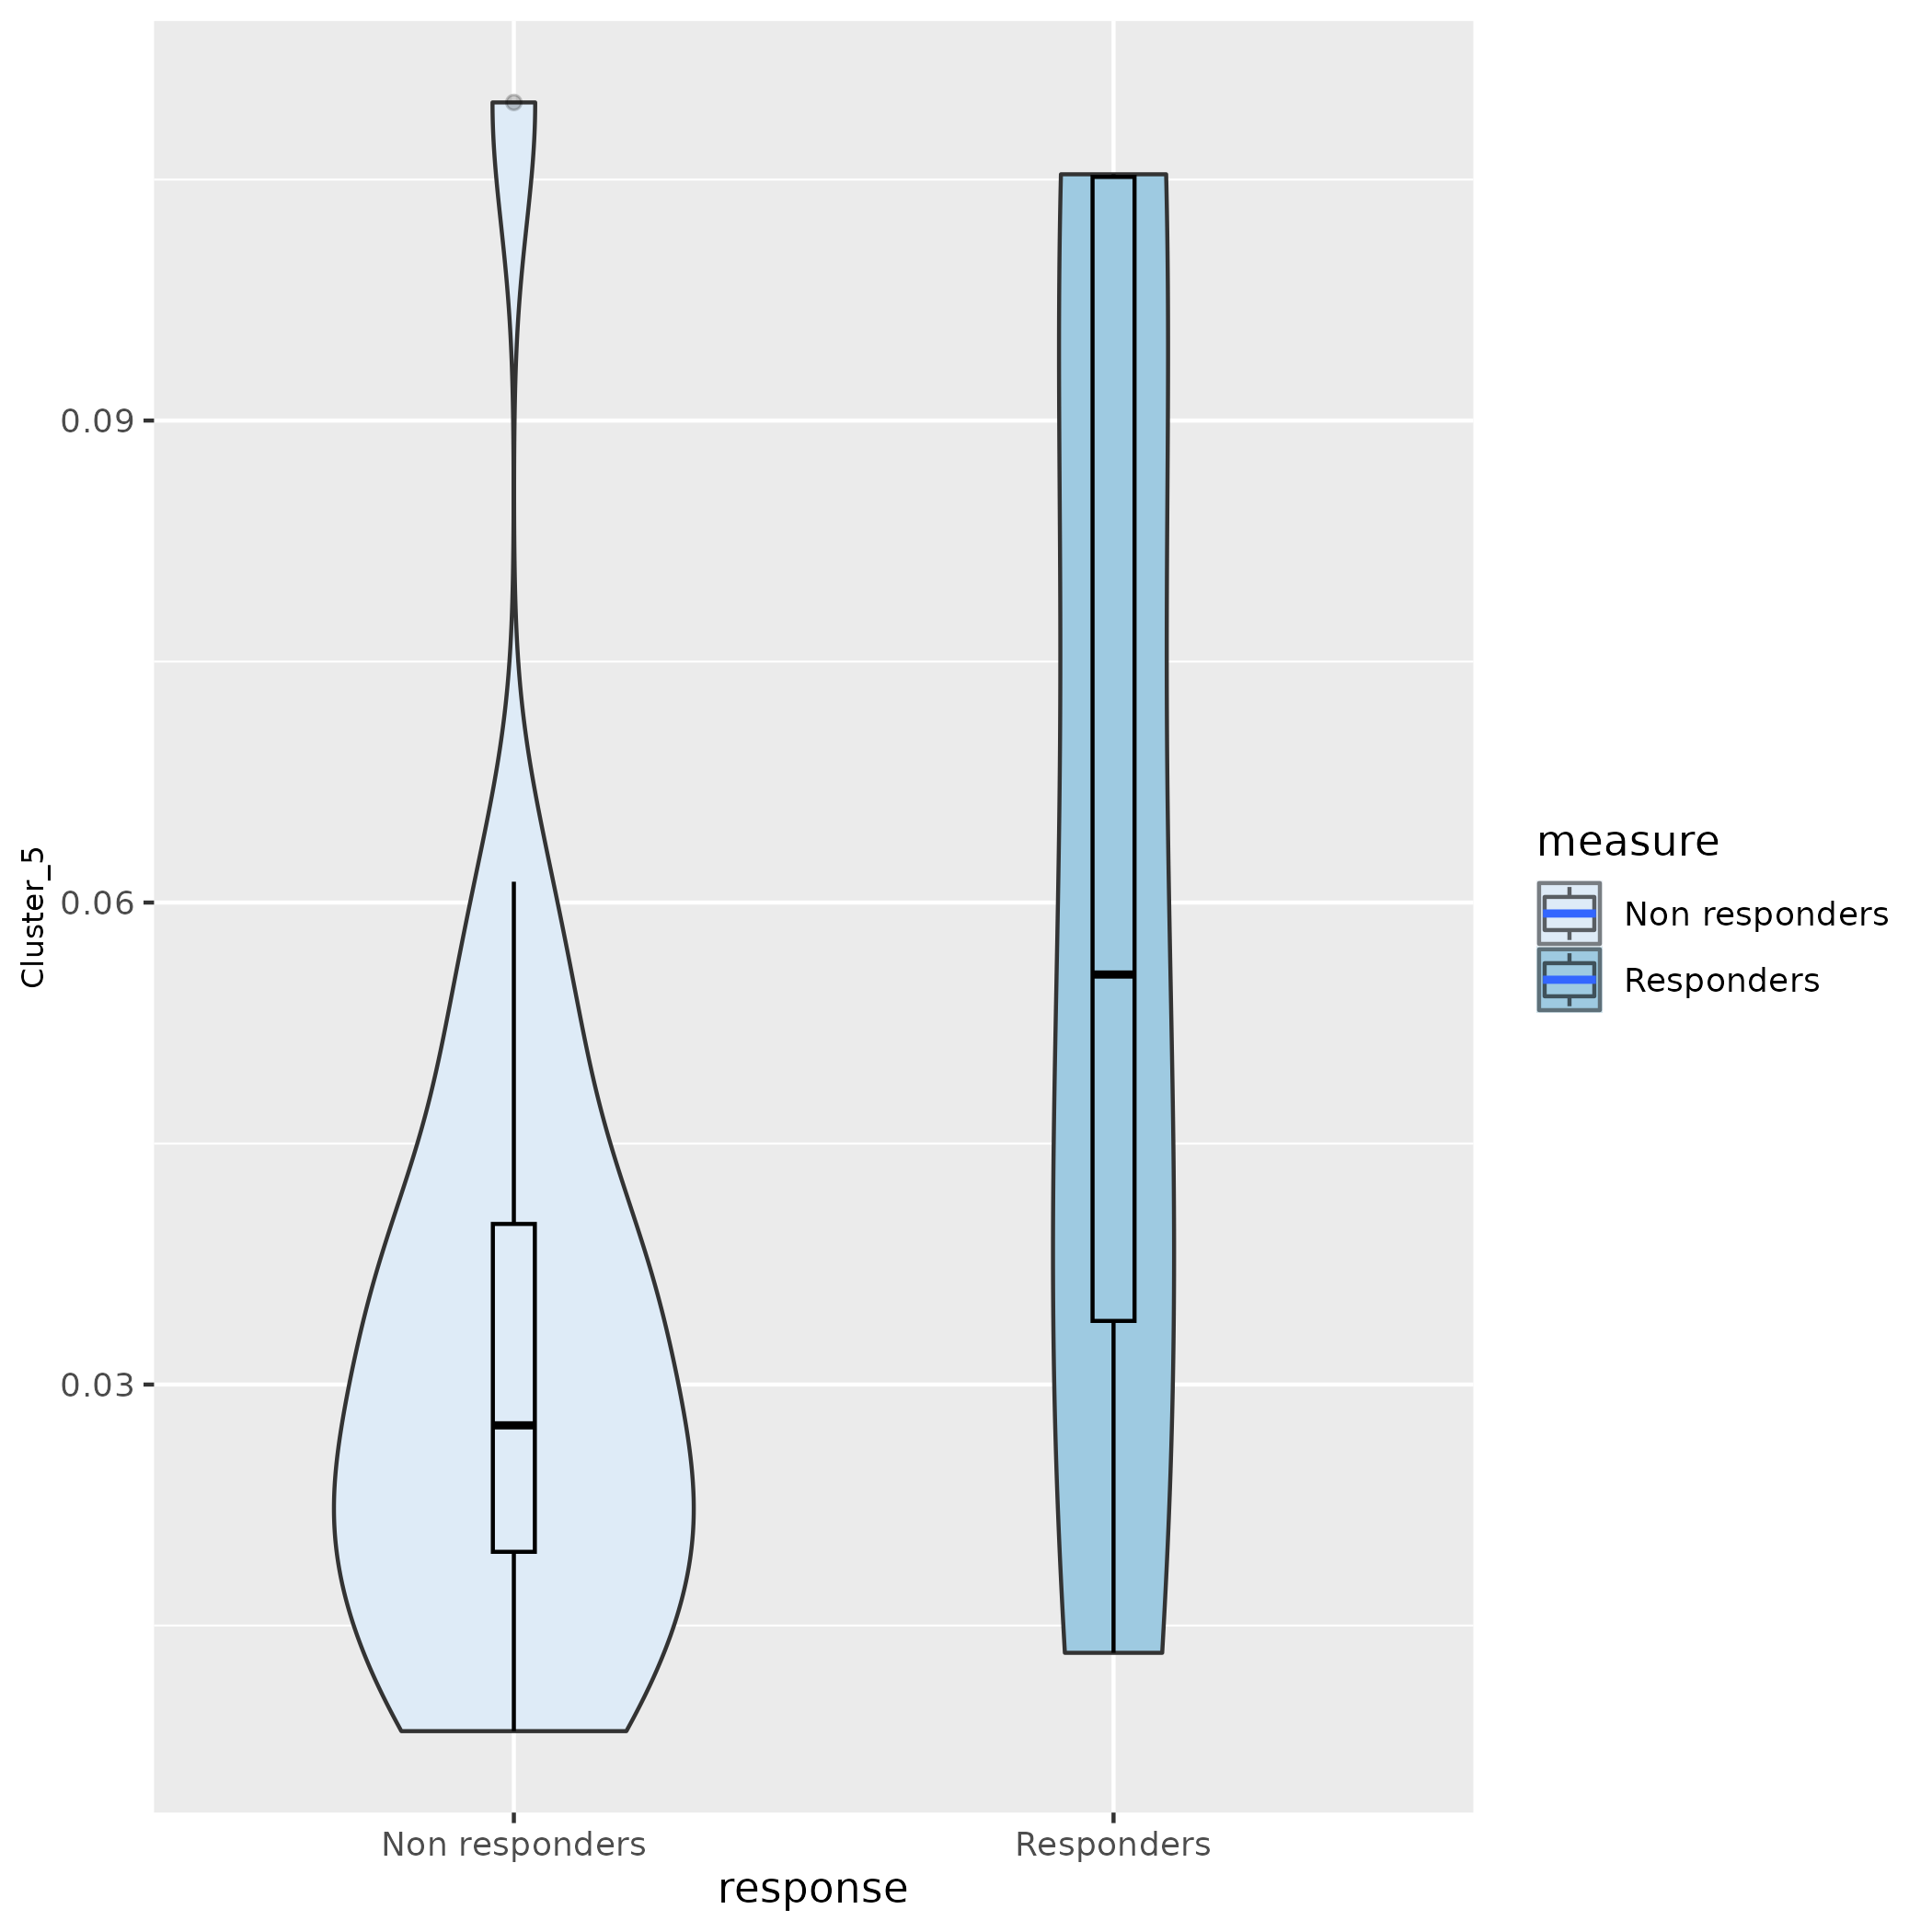 Cluster_5
0.09
0.06
0.03
Non responders
Responders
response
measure
Non responders
Responders